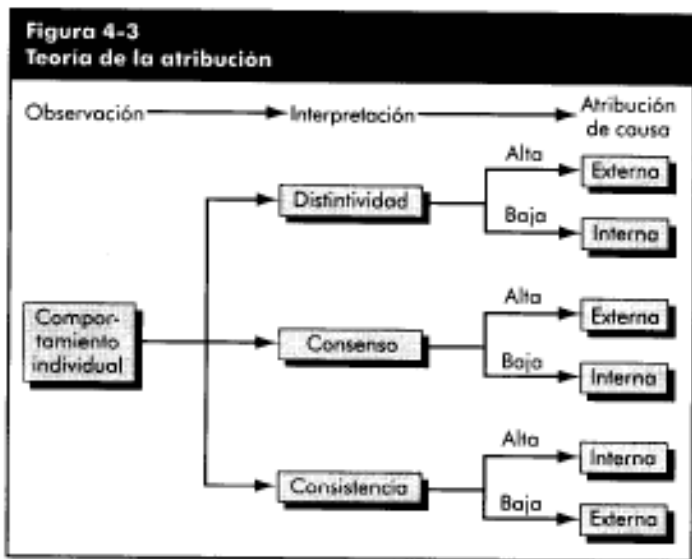 Figura 4-3
Teoría de la atribución
Observación Interpretación Atribución
de causa
Alta Externa
Distintividad
Baja Interna
Alta Externa
Compor-
tamiento
individual
Consenso
Baja Interna
Alta Interna
Consistencia
Baja Externa